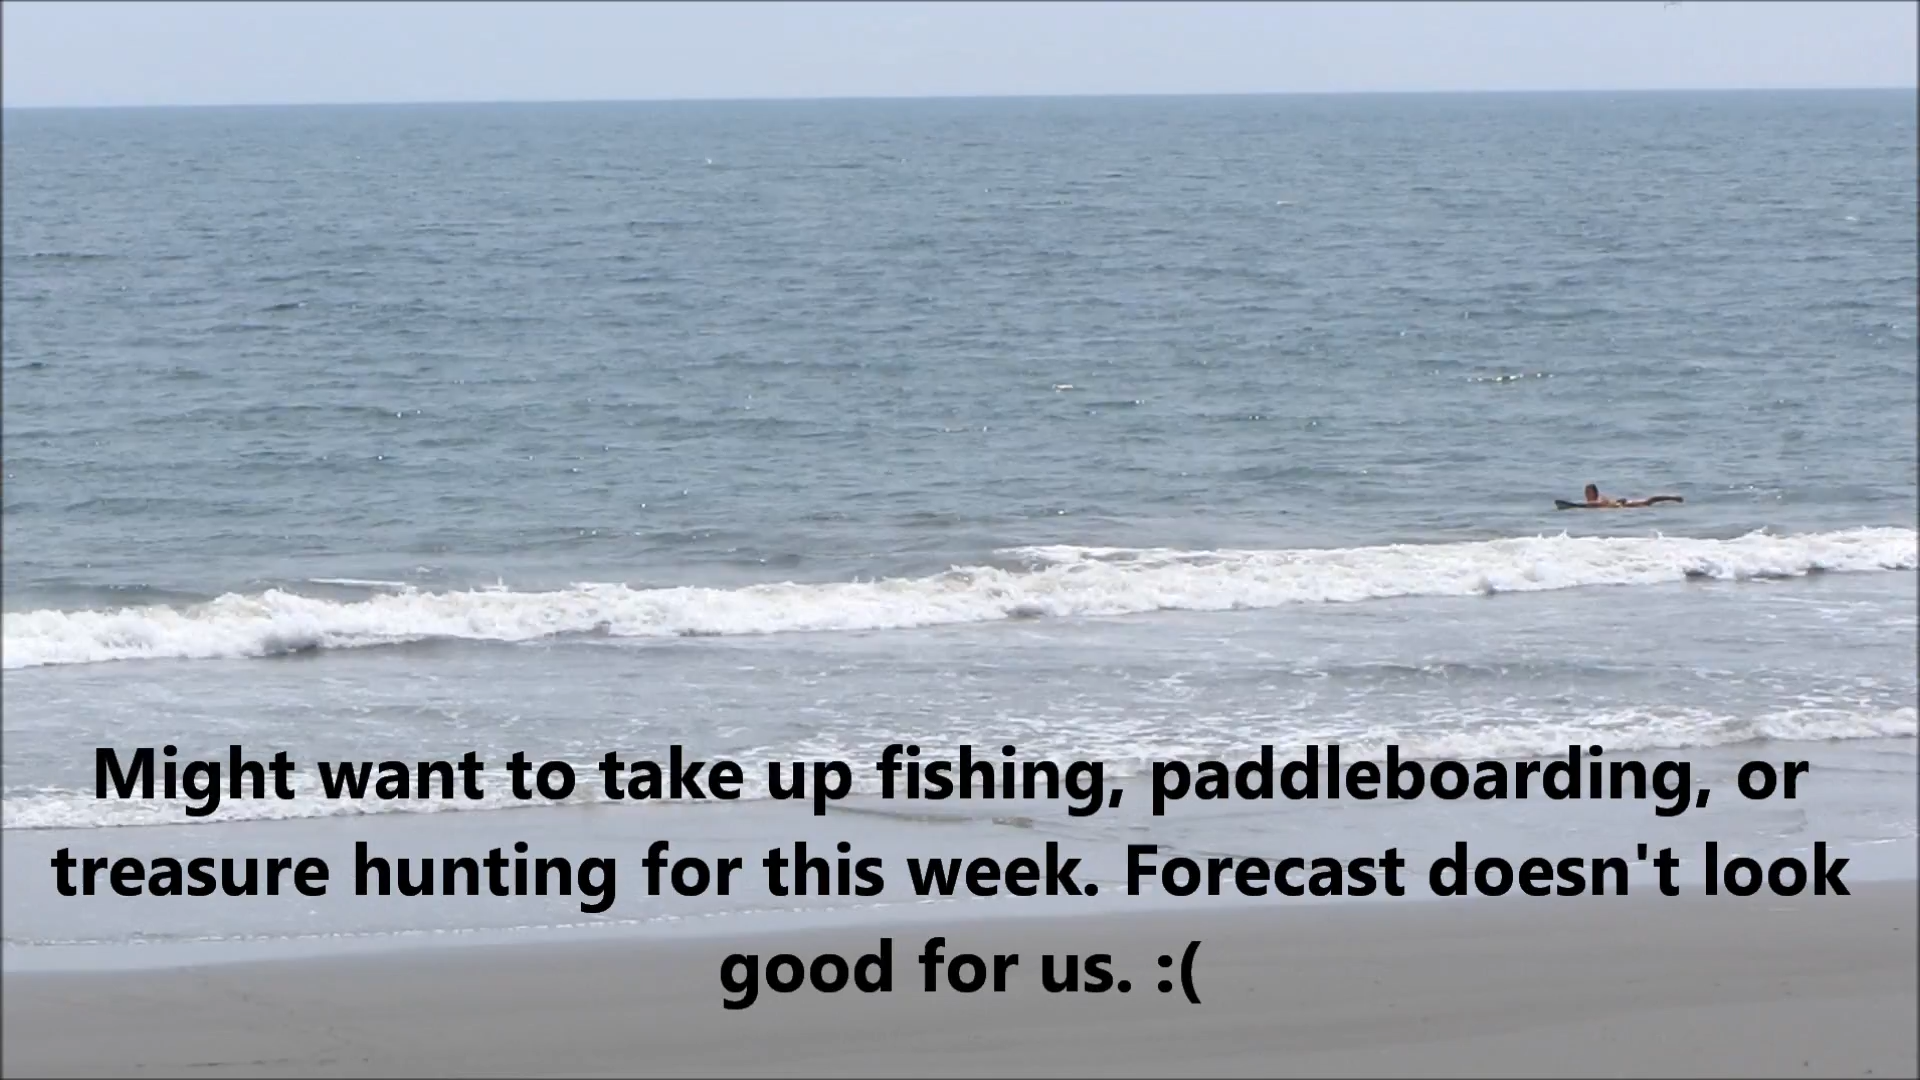 Might want to take up fishing, paddleboarding, or
treasure hunting for this week. Forecast doesn't look
good for us. :(